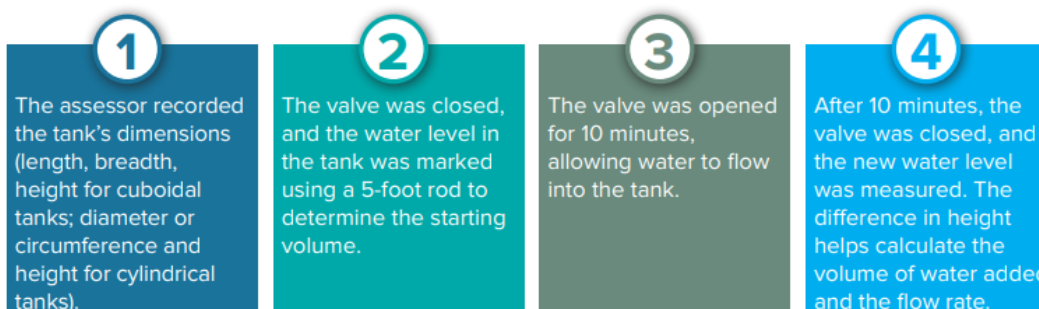 1
The assessor recorded
the tank's dimensions
(length, breadth,
height for cuboidal
tanks; diameter or
circumference and
height for cylindrical
tanks).
2
The valve was closed,
and the water level in
the tank was marked
using a 5-foot rod to
determine the starting
volume.
3
The valve was opened
for 10 minutes,
allowing water to flow
into the tank.
4
After 10 minutes, the
valve was closed, and
the new water level
was measured. The
difference in height
helps calculate the
volume of water added
and the flow rate.